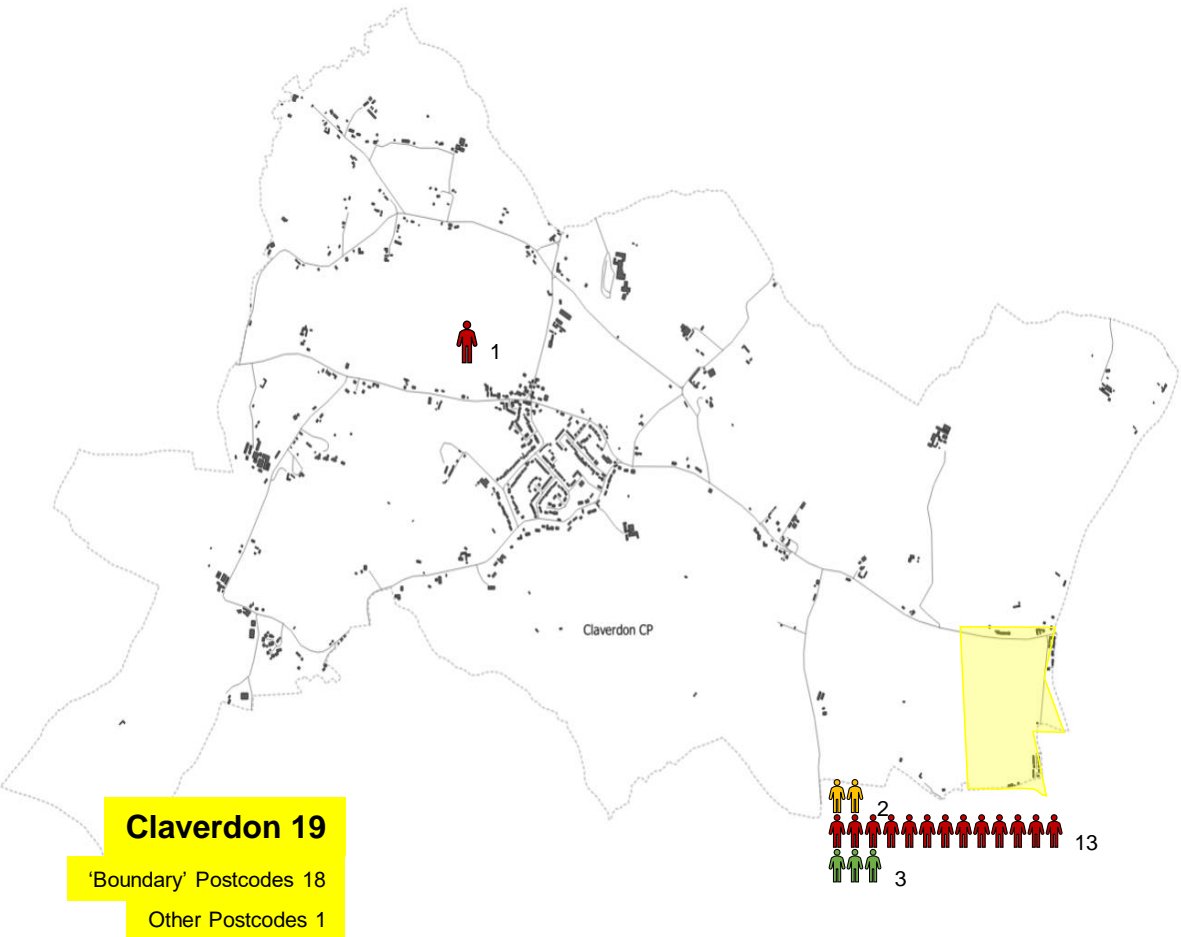 1
Claverdon CP
2
13
3
Claverdon 19
‘Boundary’ Postcodes 18
Other Postcodes 1